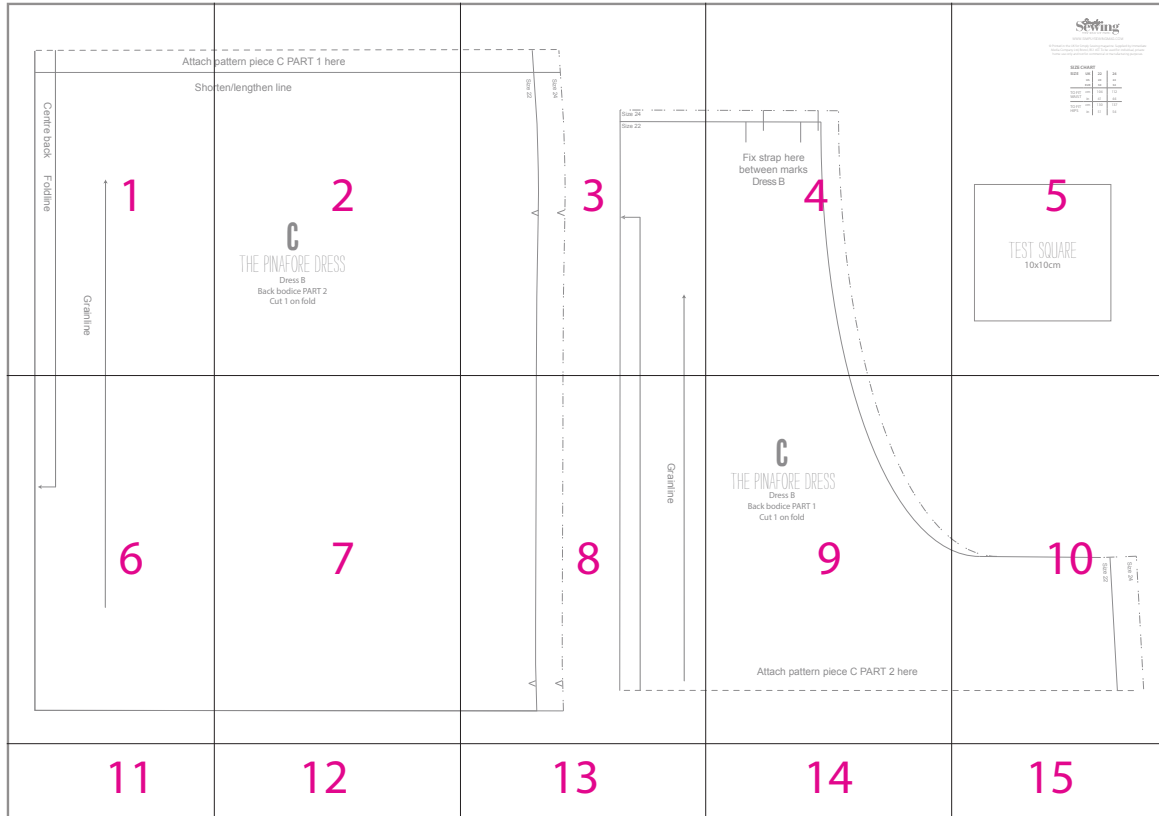 Attach pattern piece C PART 1 here
Shorten/lengthen line
Centre back Foldline
Size 22
Size 24
1
2
C
THE PINAFORE DRESS
Dress B
Back bodice PART 2
Cut 1 on fold
Grainline
3
Size 24
Size 22
Fix strap here
between marks
Dress B
4
Simply
Sewing
SIZE CHART
5
TEST SQUARE
10x10cm
6
7
8
Grainline
C
THE PINAFORE DRESS
Dress B
Back bodice PART 1
Cut 1 on fold
9
10
Size 22
Size 24
Attach pattern piece C PART 2 here
11
12
13
14
15